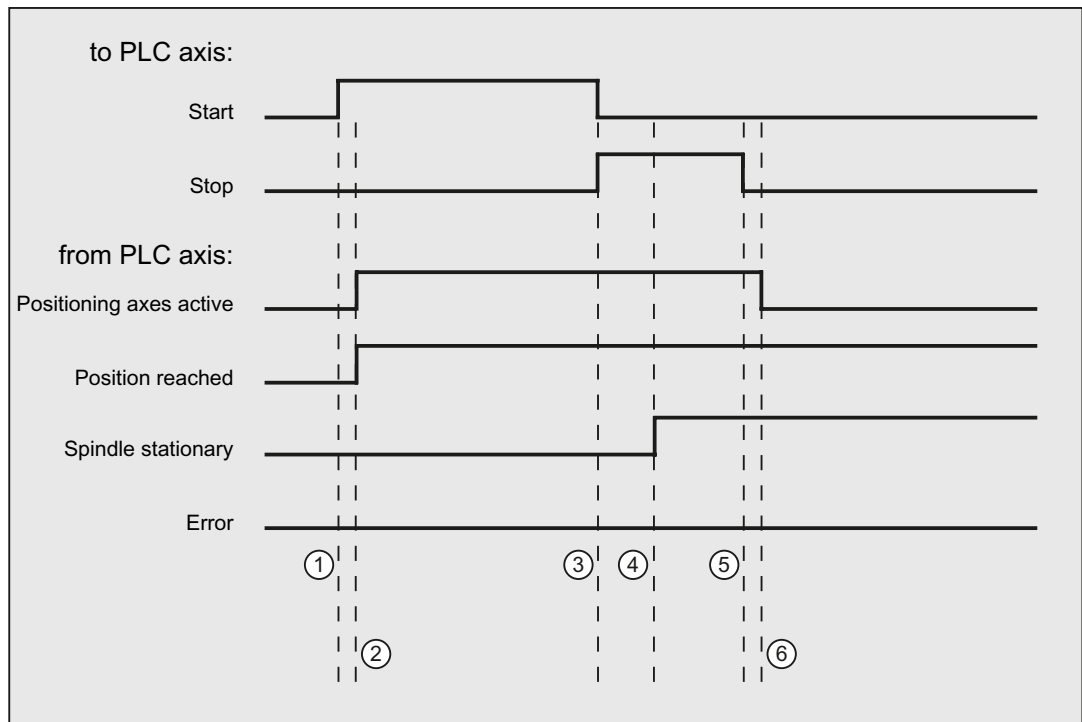 to PLC axis:
Start
Stop
from PLC axis:
Positioning axes active
Position reached
Spindle stationary
Error
1
3
4
5
2
6